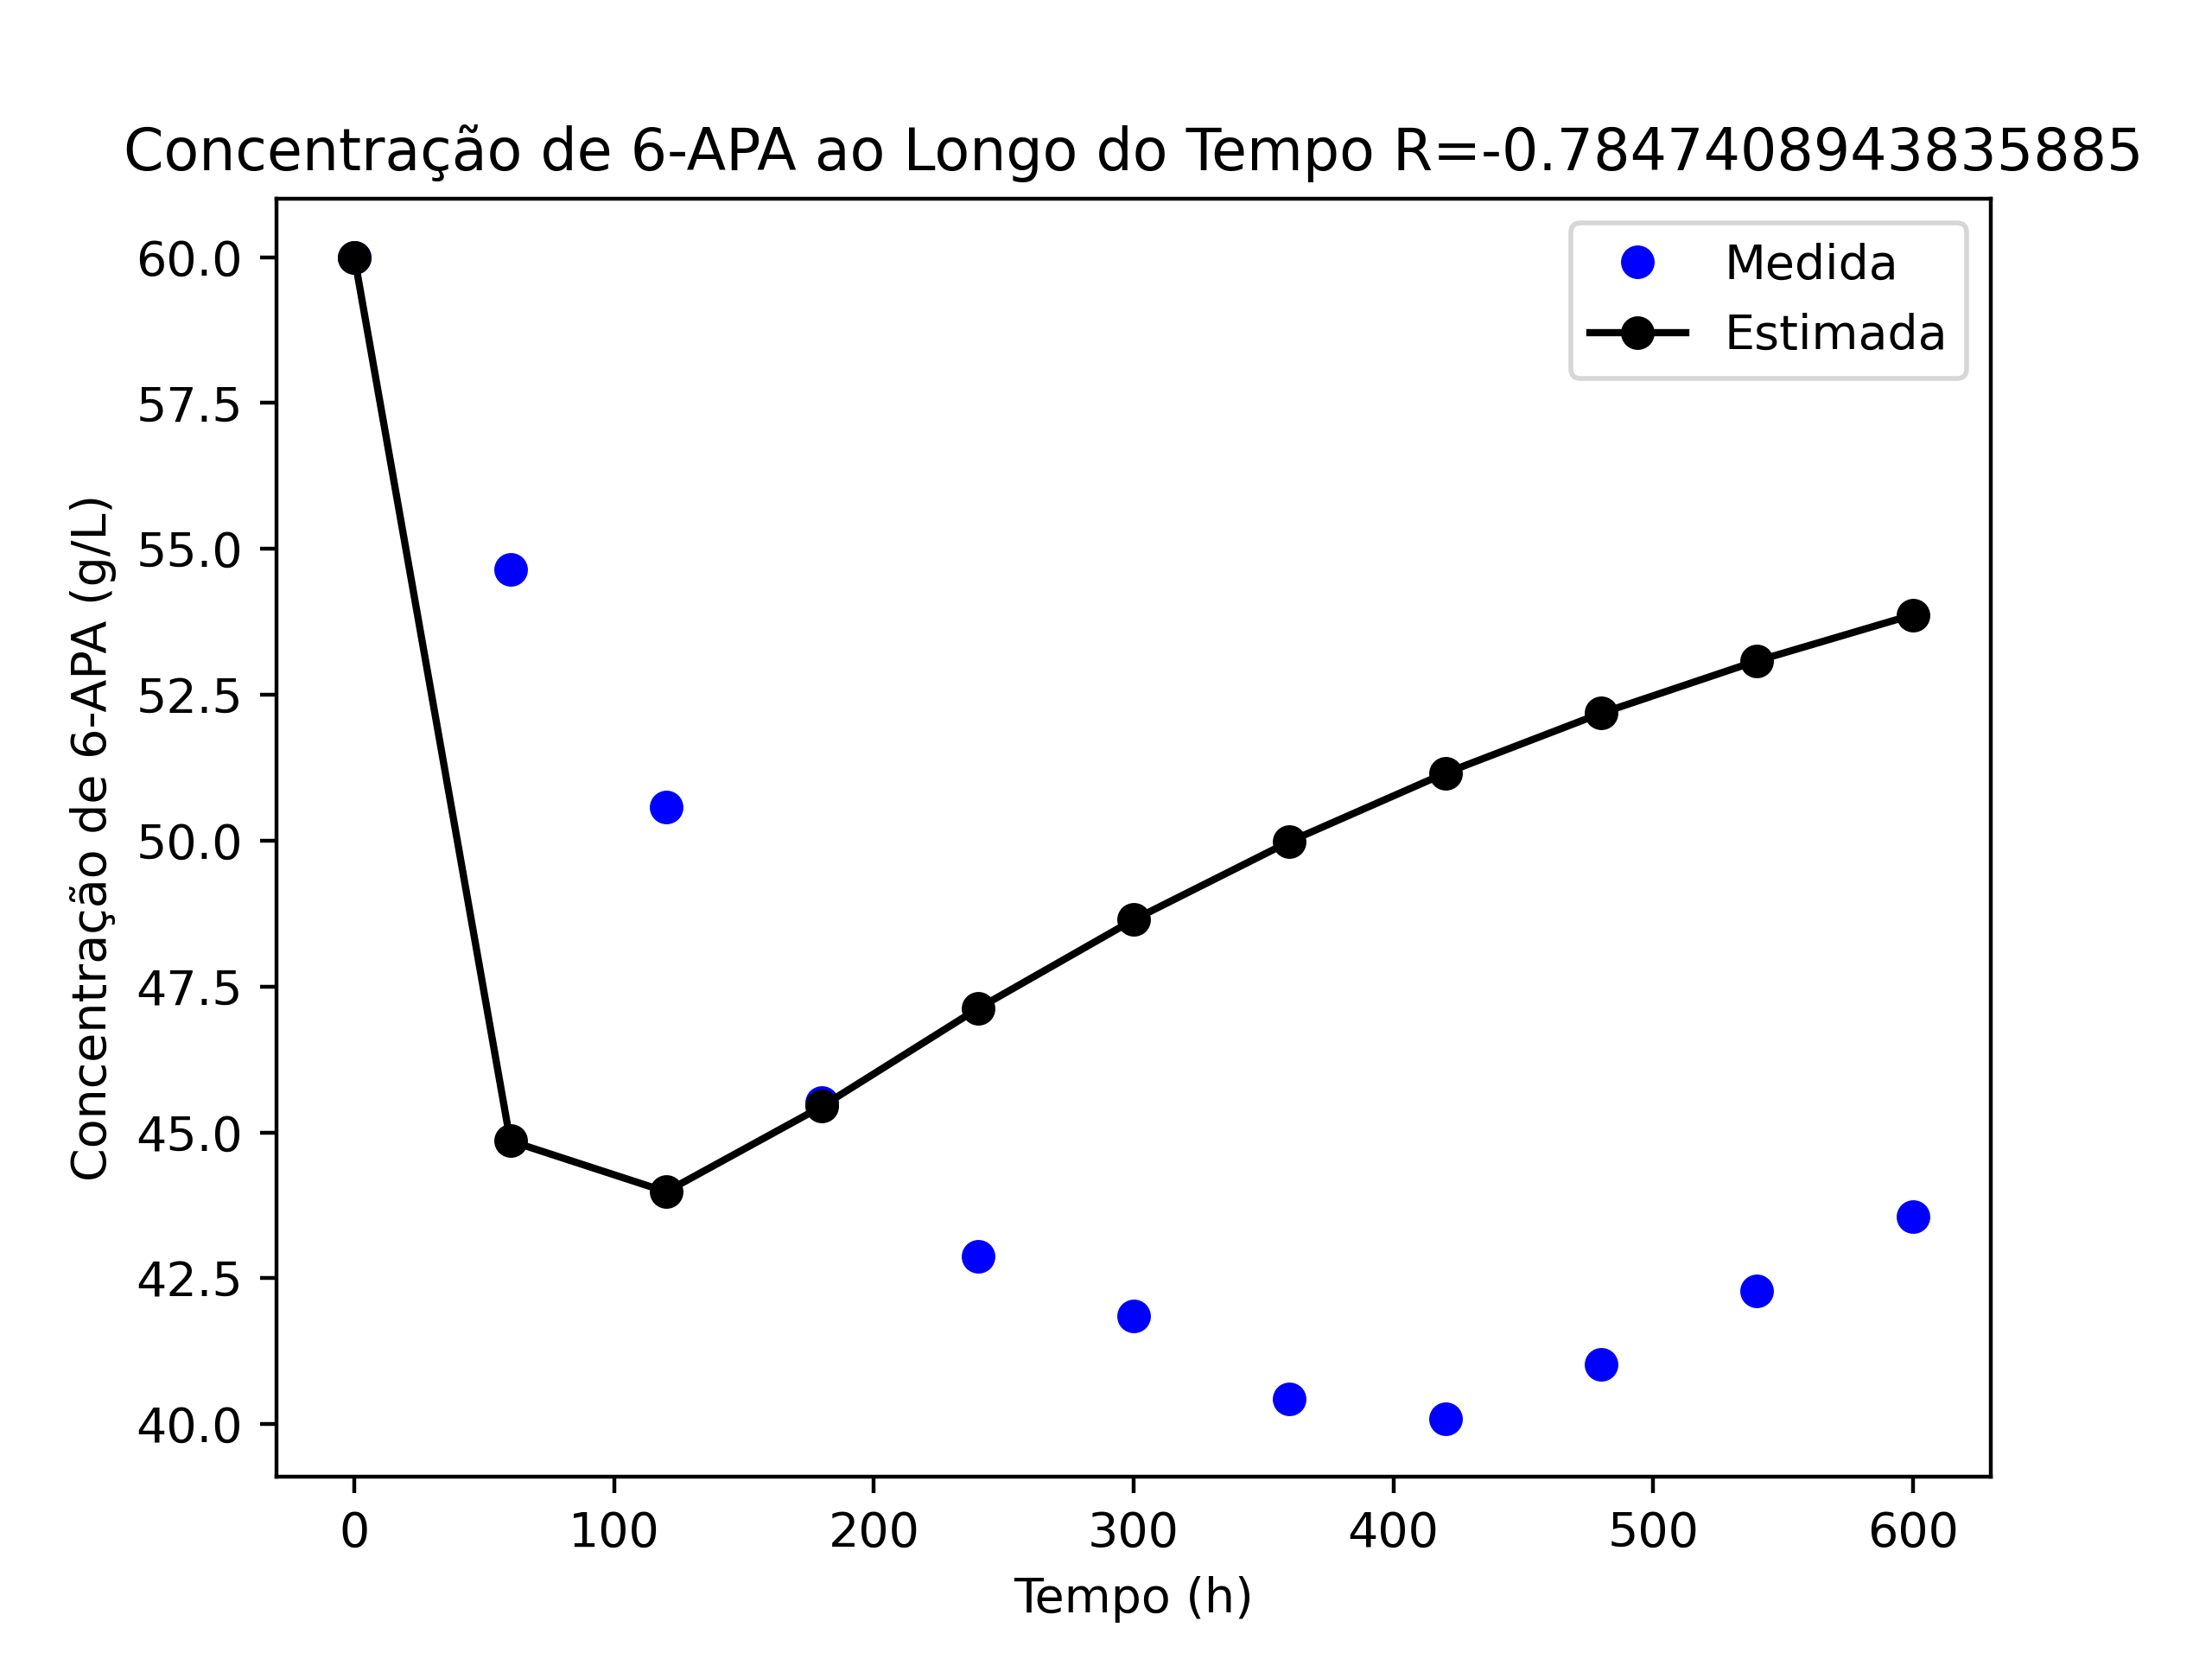 Concentração de 6-APA ao Longo do Tempo R=-0.7847408943835885
Medida
Estimada
Concentração de 6-APA (g/L)
60.0
57.5
55.0
52.5
50.0
47.5
45.0
42.5
40.0
0 100 200 300 400 500 600
Tempo (h)